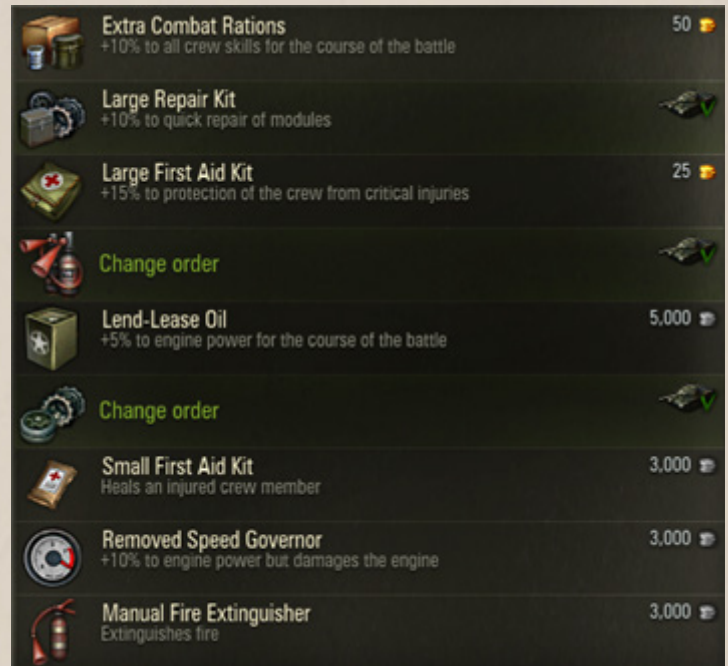 Extra Combat Rations 50
+10% to all crew skills for the course of the battle
Large Repair Kit
+10% to quick repair of modules
Large First Aid Kit 25
+15% to protection of the crew from critical injuries
Change order
Lend-Lease Oil 5,000
+5% to engine power for the course of the battle
Change order
Small First Aid Kit 3,000
Heals an injured crew member
Removed Speed Governor 3,000
+10% to engine power but damages the engine
Manual Fire Extinguisher 3,000
Extinguishes fire